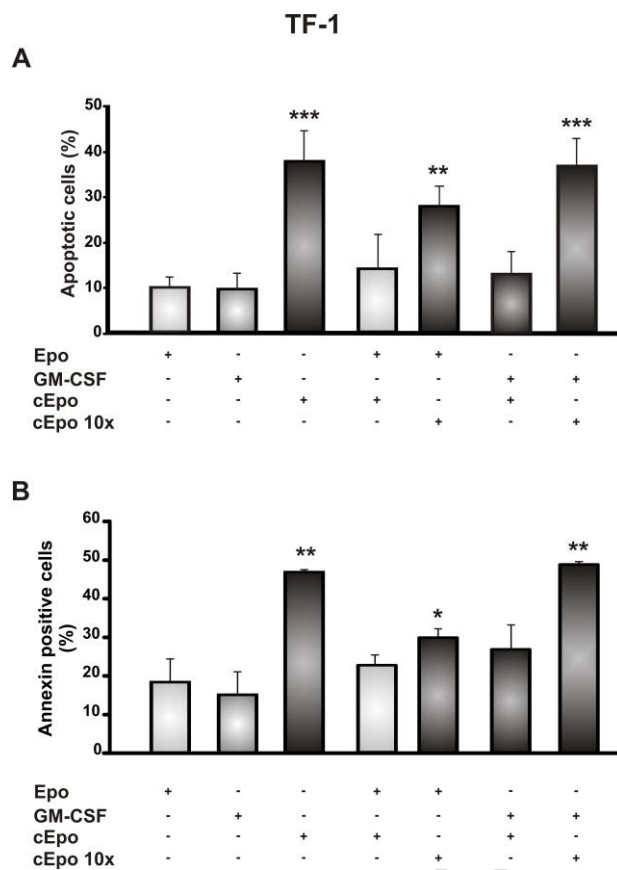 TF-1
A
Apoptotic cells (%)
50
40
30
20
10
0
***
**
***
Epo + - - + + - -
GM-CSF - + - - - + +
cEpo - - + + - + -
cEpo 10x - - - - + - +
B
Annexin positive cells
(%)
60
50
40
30
20
10
0
**
*
**
Epo + - - + + - -
GM-CSF - + - - - + +
cEpo - - + + - + -
cEpo 10x - - - - + - +